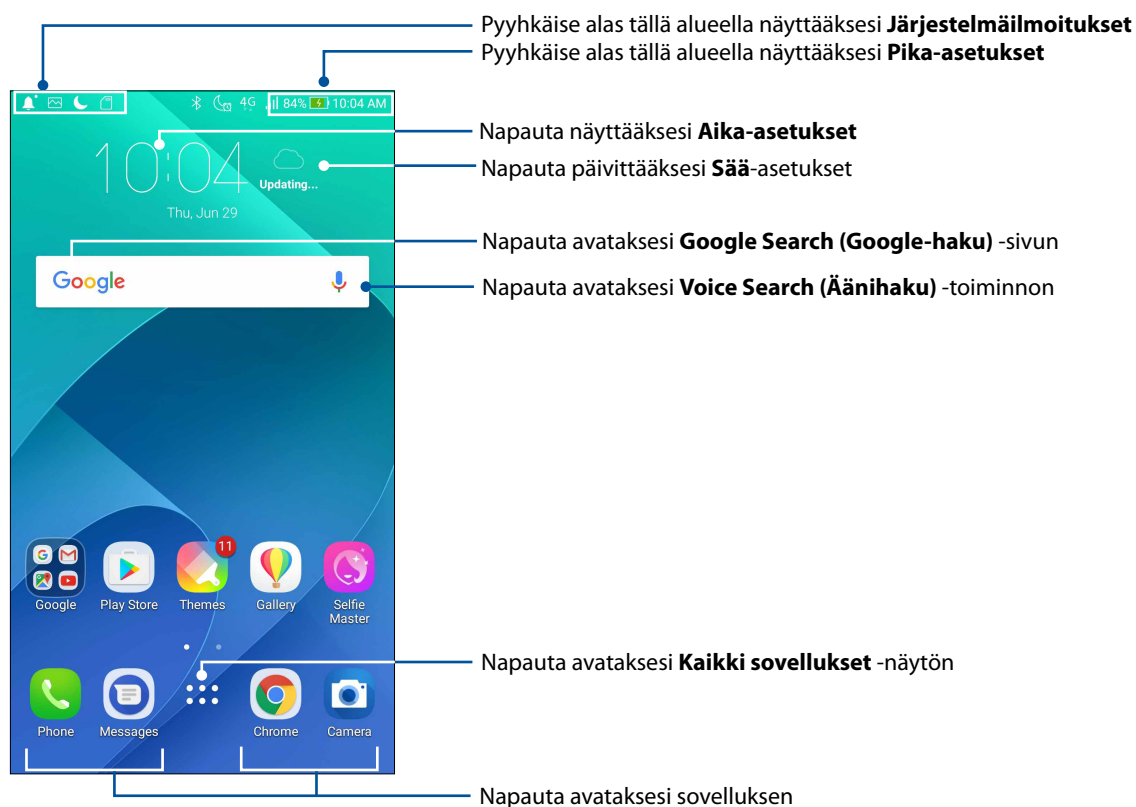 Pyyhkäise alas tällä alueella näyttääksesi Järjestelmäilmoitukset
Pyyhkäise alas tällä alueella näyttääksesi Pika-asetukset
4G 84% 10:04 AM
10:04
Updating...
Thu, Jun 29
Napauta näyttääksesi Aika-asetukset
Napauta päivittääksesi Sää-asetukset
Napauta avataksesi Google Search (Google-haku) -sivun
Google
Napauta avataksesi Voice Search (Äänihaku) -toiminnon
11
Google Play Store Themes Gallery Selfie
Master
Napauta avataksesi Kaikki sovellukset -näytön
Phone Messages Chrome Camera
Napauta avataksesi sovelluksen